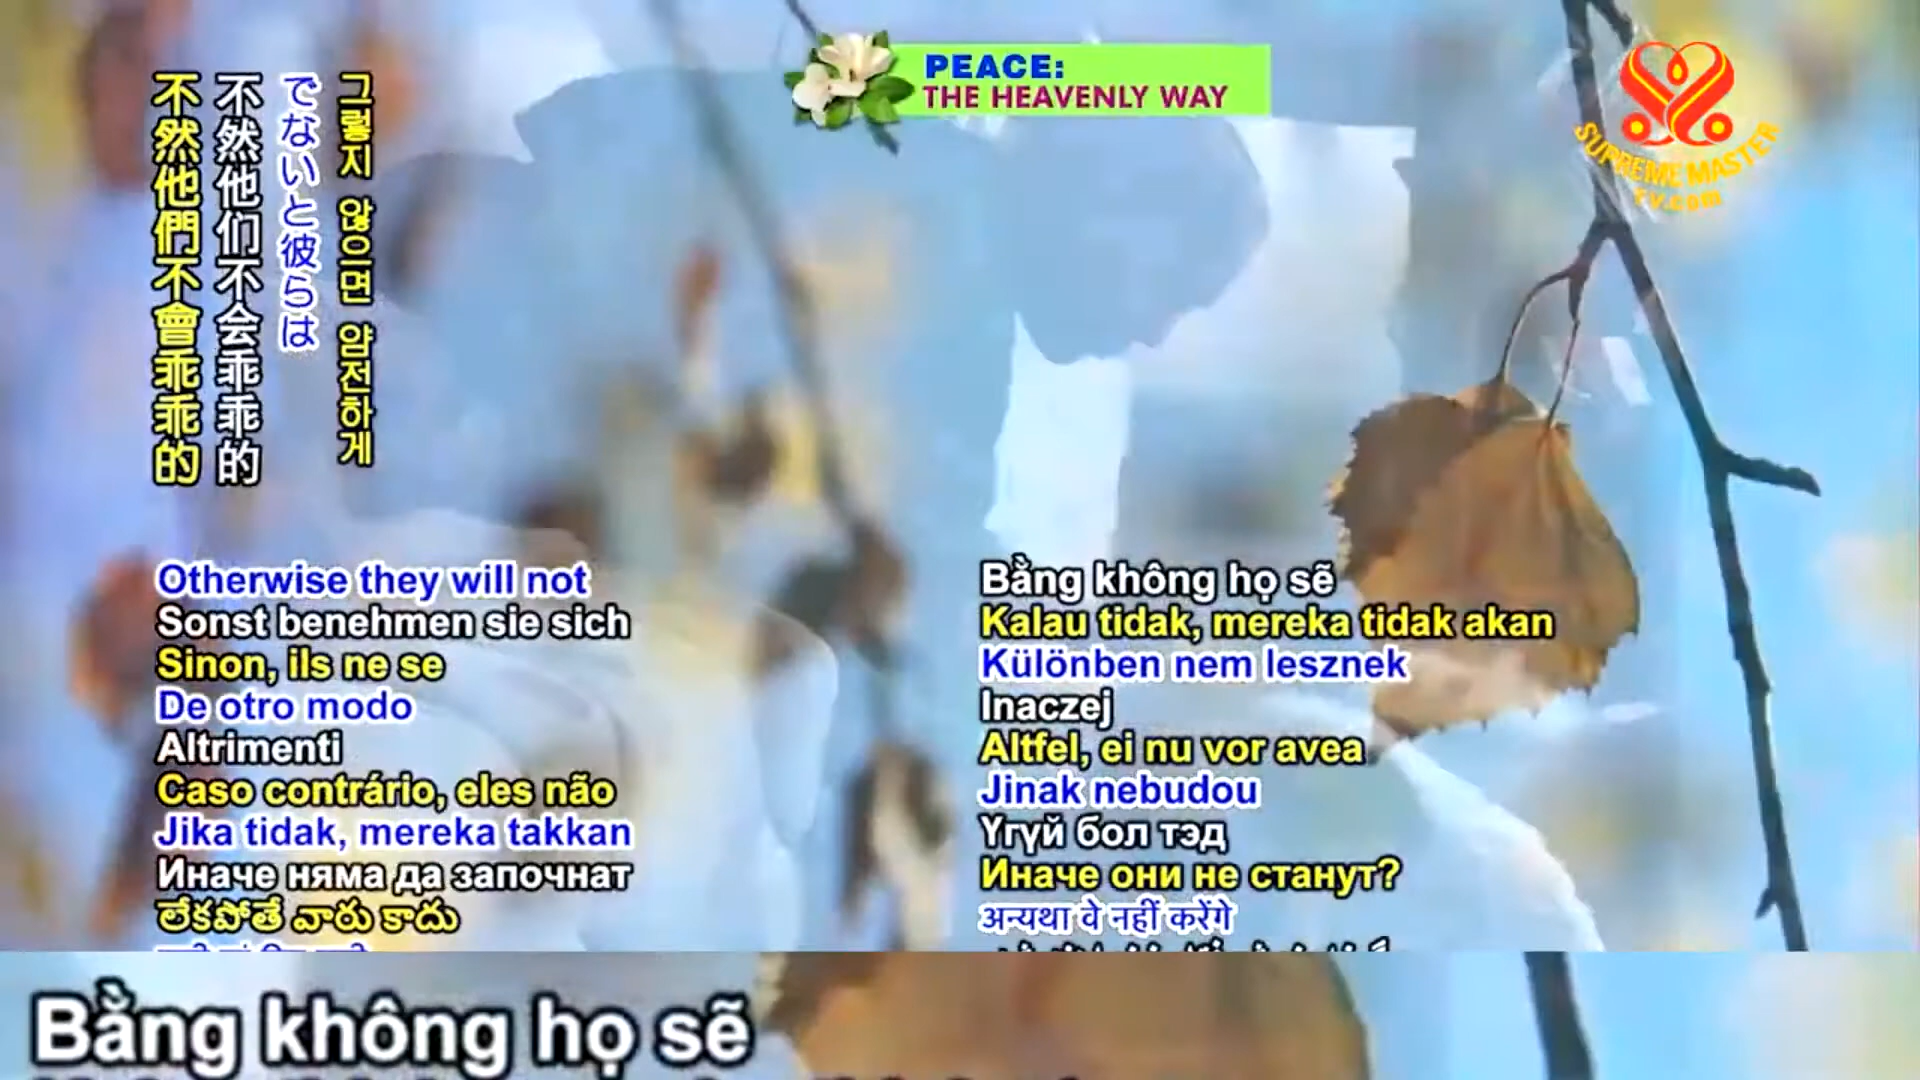 PEACE:
THE HEAVENLY WAY
SUPREME MASTER
TV.com
그렇지 않으면 얌전하게
でないと彼らは
不然他们不会乖乖的
不然他們不會乖乖的
Otherwise they will not
Sonst benehmen sie sich
Sinon, ils ne se
De otro modo
Altrimenti
Caso contrário, eles não
Jika tidak, mereka takkan
Иначе няма да започнат
లేకపోతే వారు కాదు
Bằng không họ sẽ
Kalau tidak, mereka tidak akan
Különben nem lesznek
Inaczej
Altfel, ei nu vor avea
Jinak nebudou
Үгүй бол тэд
Иначе они не станут?
अन्यथा वे नहीं करेंगे
Bằng không họ sẽ